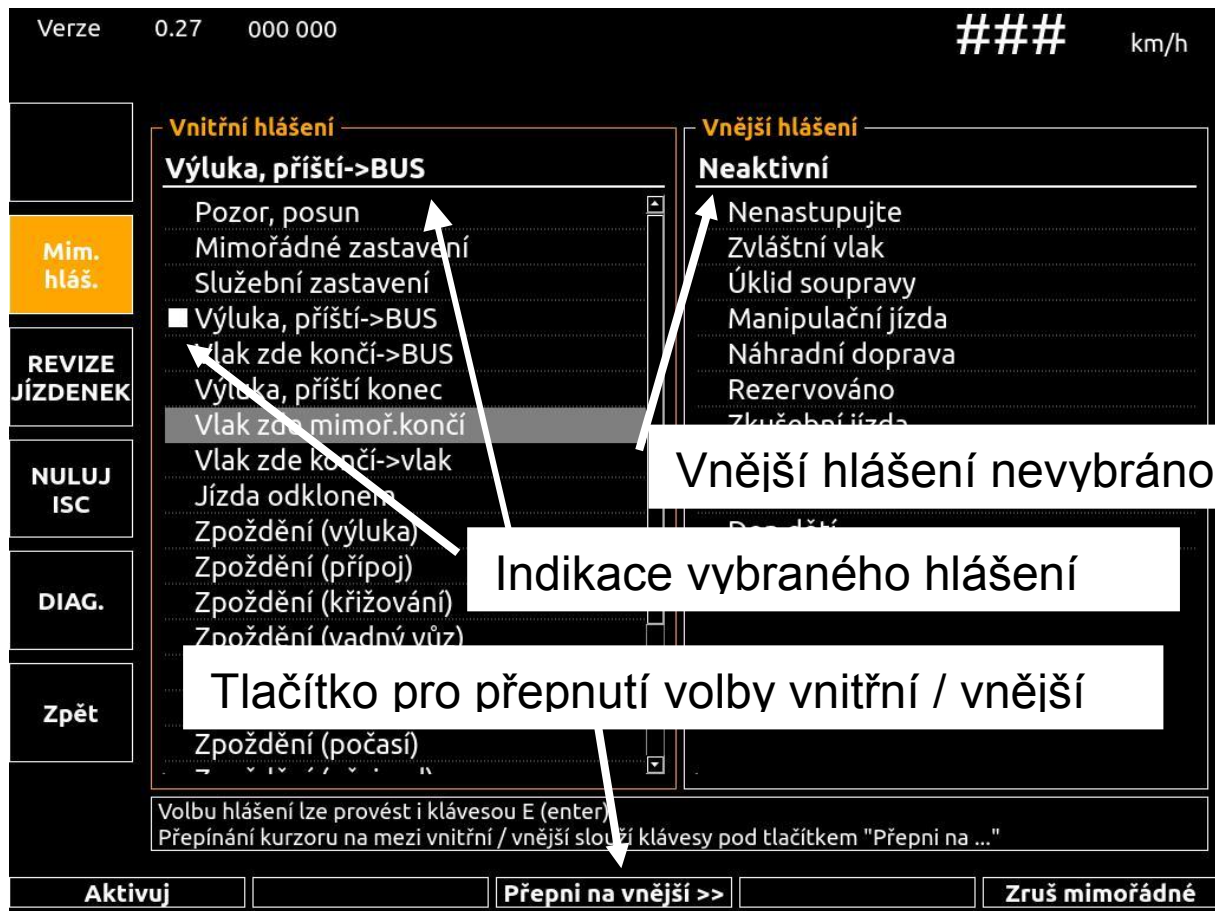 Verze 0.27 000 000 ### km/h
Vnitřní hlášení
Výluka, příští->BUS
Pozor, posun
Mimořádné zastavení
Služební zastavení
Výluka, příští->BUS
Vlak zde končí->BUS
Výluka, příští konec
Vlak zde mimoř.končí
Vlak zde končí->vlak
Jízda odklonem
Zpoždění (výluka)
Zpoždění (přípoj)
Zpoždění (křižování)
Zpoždění (vadný vůz)
Zpoždění (počasí)
Vnější hlášení
Neaktivní
Nenastupujte
Zvláštní vlak
Úklid soupravy
Manipulační jízda
Náhradní doprava
Rezervováno
Zkušební jízda
Den dětí
Vnější hlášení nevybráno
Indikace vybraného hlášení
Tlačítko pro přepnutí volby vnitřní / vnější
Mim.
hláš.
REVIZE
JÍZDENEK
NULUJ
ISC
DIAG.
Zpět
Volbu hlášení lze provést i klávesou E (enter)
Přepínání kurzoru na mezi vnitřní / vnější slouží klávesy pod tlačítkem "Přepni na ..."
Aktivuj
Přepni na vnější >>
Zruš mimořádné